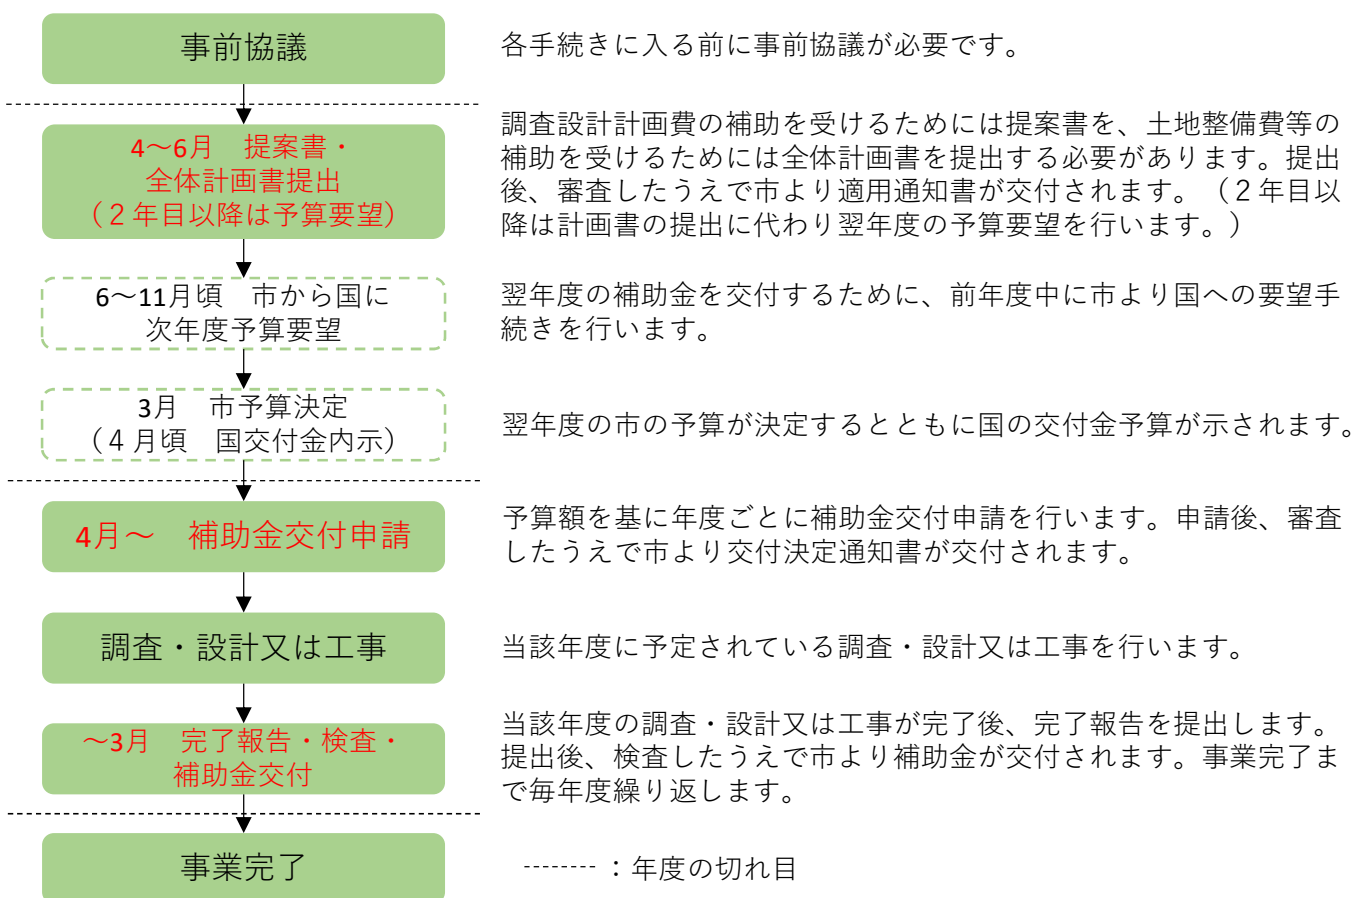 事前協議
各手続きに入る前に事前協議が必要です。
4～6月　提案書・
全体計画書提出
（２年目以降は予算要望）
調査設計計画費の補助を受けるためには提案書を、土地整備費等の
補助を受けるためには全体計画書を提出する必要があります。提出
後、審査したうえで市より適用通知書が交付されます。（２年目以
降は計画書の提出に代わり翌年度の予算要望を行います。）
6～11月頃　市から国に
次年度予算要望
翌年度の補助金を交付するために、前年度中に市より国への要望手
続きを行います。
3月　市予算決定
（４月頃　国交付金内示）
翌年度の市の予算が決定するとともに国の交付金予算が示されます。
4月～　補助金交付申請
予算額を基に年度ごとに補助金交付申請を行います。申請後、審査
したうえで市より交付決定通知書が交付されます。
調査・設計又は工事
当該年度に予定されている調査・設計又は工事を行います。
～3月　完了報告・検査・
補助金交付
当該年度の調査・設計又は工事が完了後、完了報告を提出します。
提出後、検査したうえで市より補助金が交付されます。事業完了ま
で毎年度繰り返します。
事業完了
--------：年度の切れ目